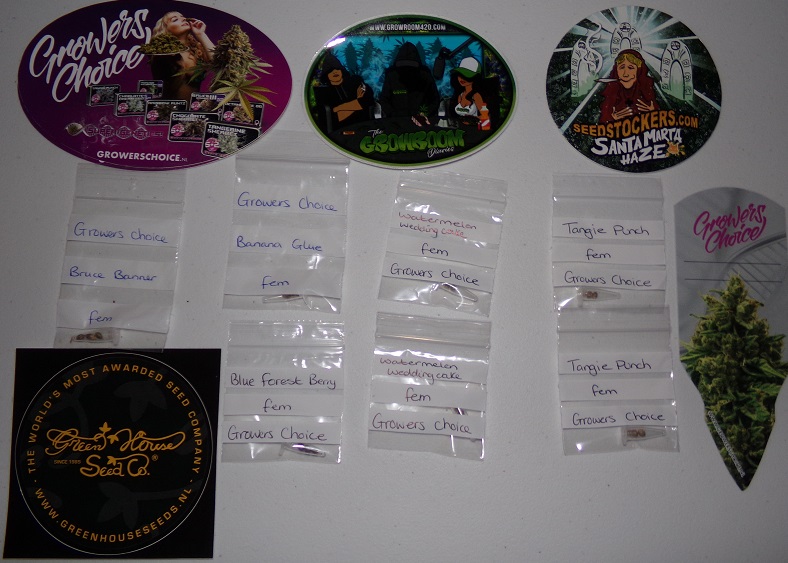 Growers
Choice
TANGERINE
SHERBET
GROWERSCHOICE.NL
WWW.GROWROOM420.COM
The
GROWROOM
Diaries
SEEDSTOCKERS.COM
SANTA MARTA
HAZE
Growers choice
Bruce Banner
fem
Growers Choice
Banana Glue
fem
watermelon
wedding cake
fem
Growers Choice
Tangie Punch
fem
Growers Choice
Growers
Choice
Blue Forest Berry
fem
Growers Choice
watermelon
wedding cake
fem
Growers Choice
Tangie Punch
fem
Growers Choice
· THE WORLD'S MOST AWARDED SEED COMPANY ·
Green House
SINCE 1985
Seed Co.®
WWW.GREENHOUSESEEDS.NL